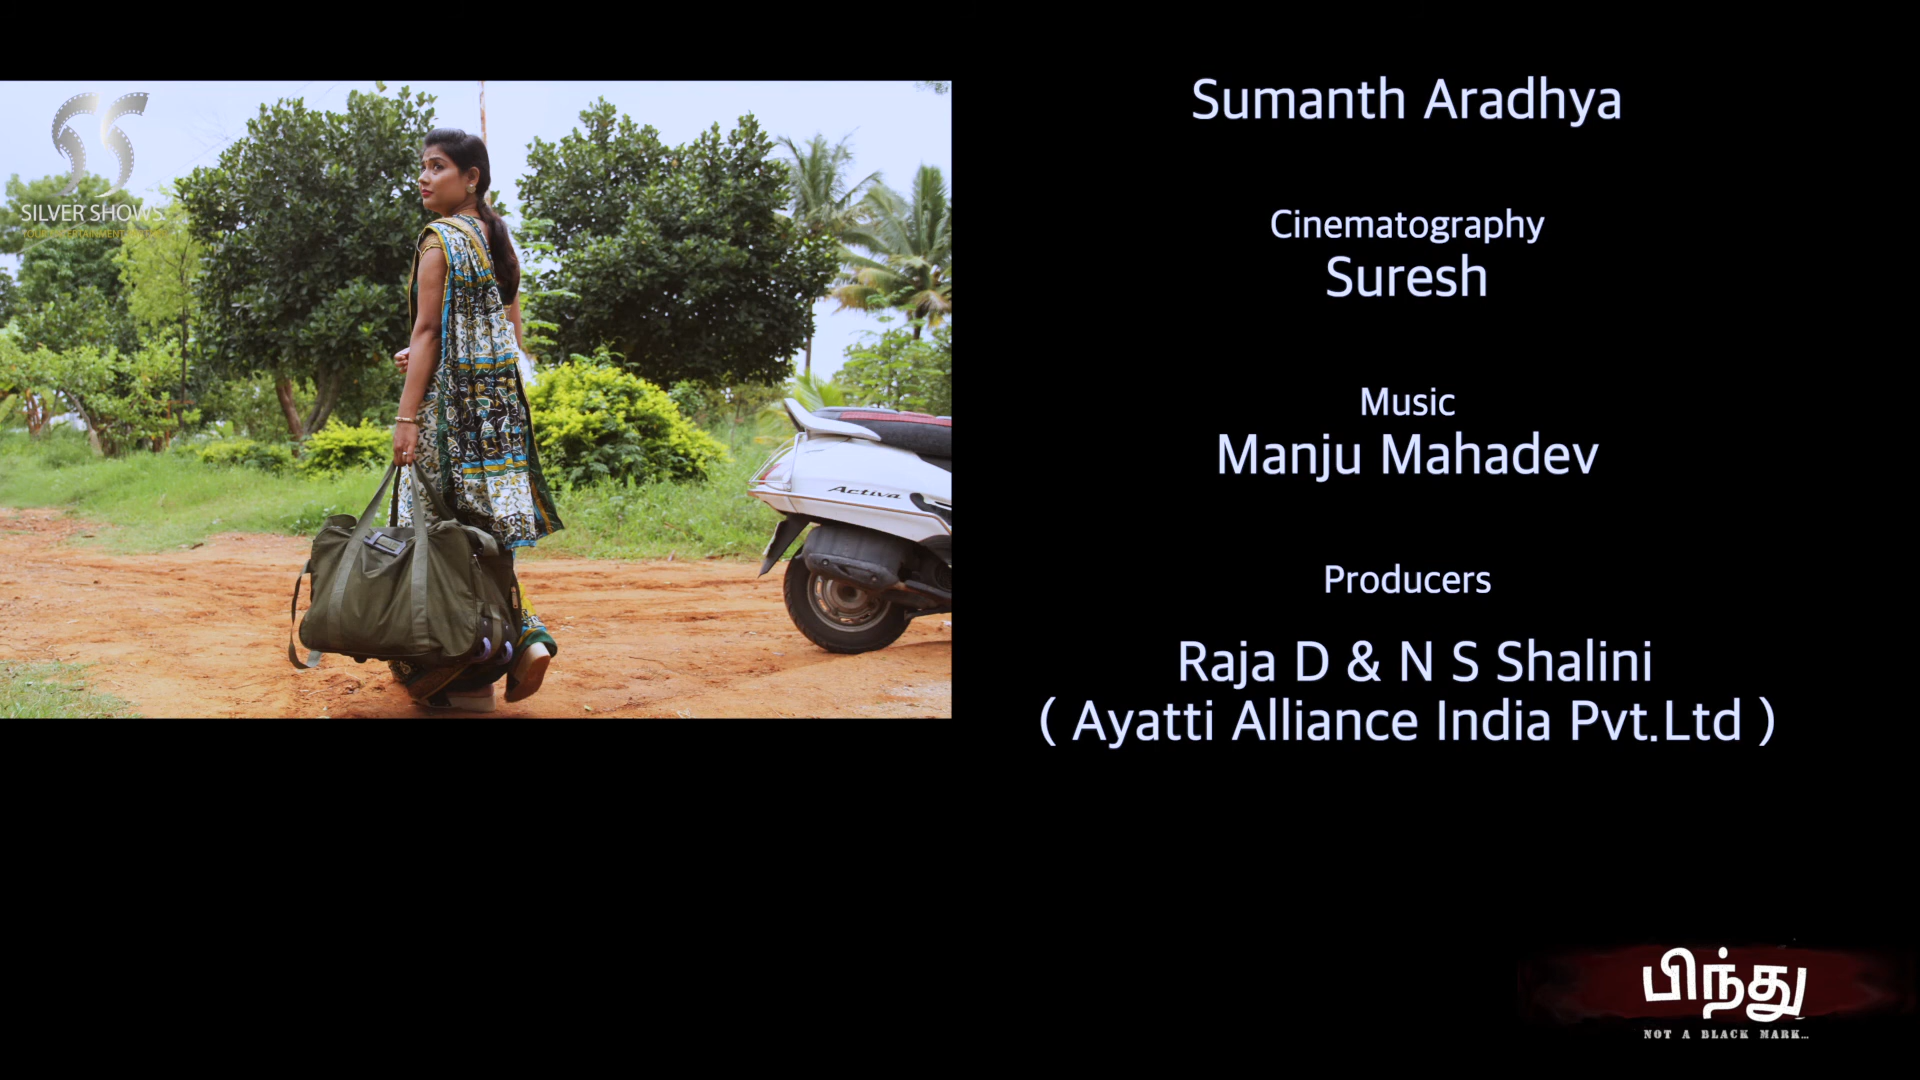 SILVER SHOWS
Activa
Sumanth Aradhya
Cinematography
Suresh
Music
Manju Mahadev
Producers
Raja D & N S Shalini
( Ayatti Alliance India Pvt.Ltd )
பிந்து
NOT A BLACK MARK...